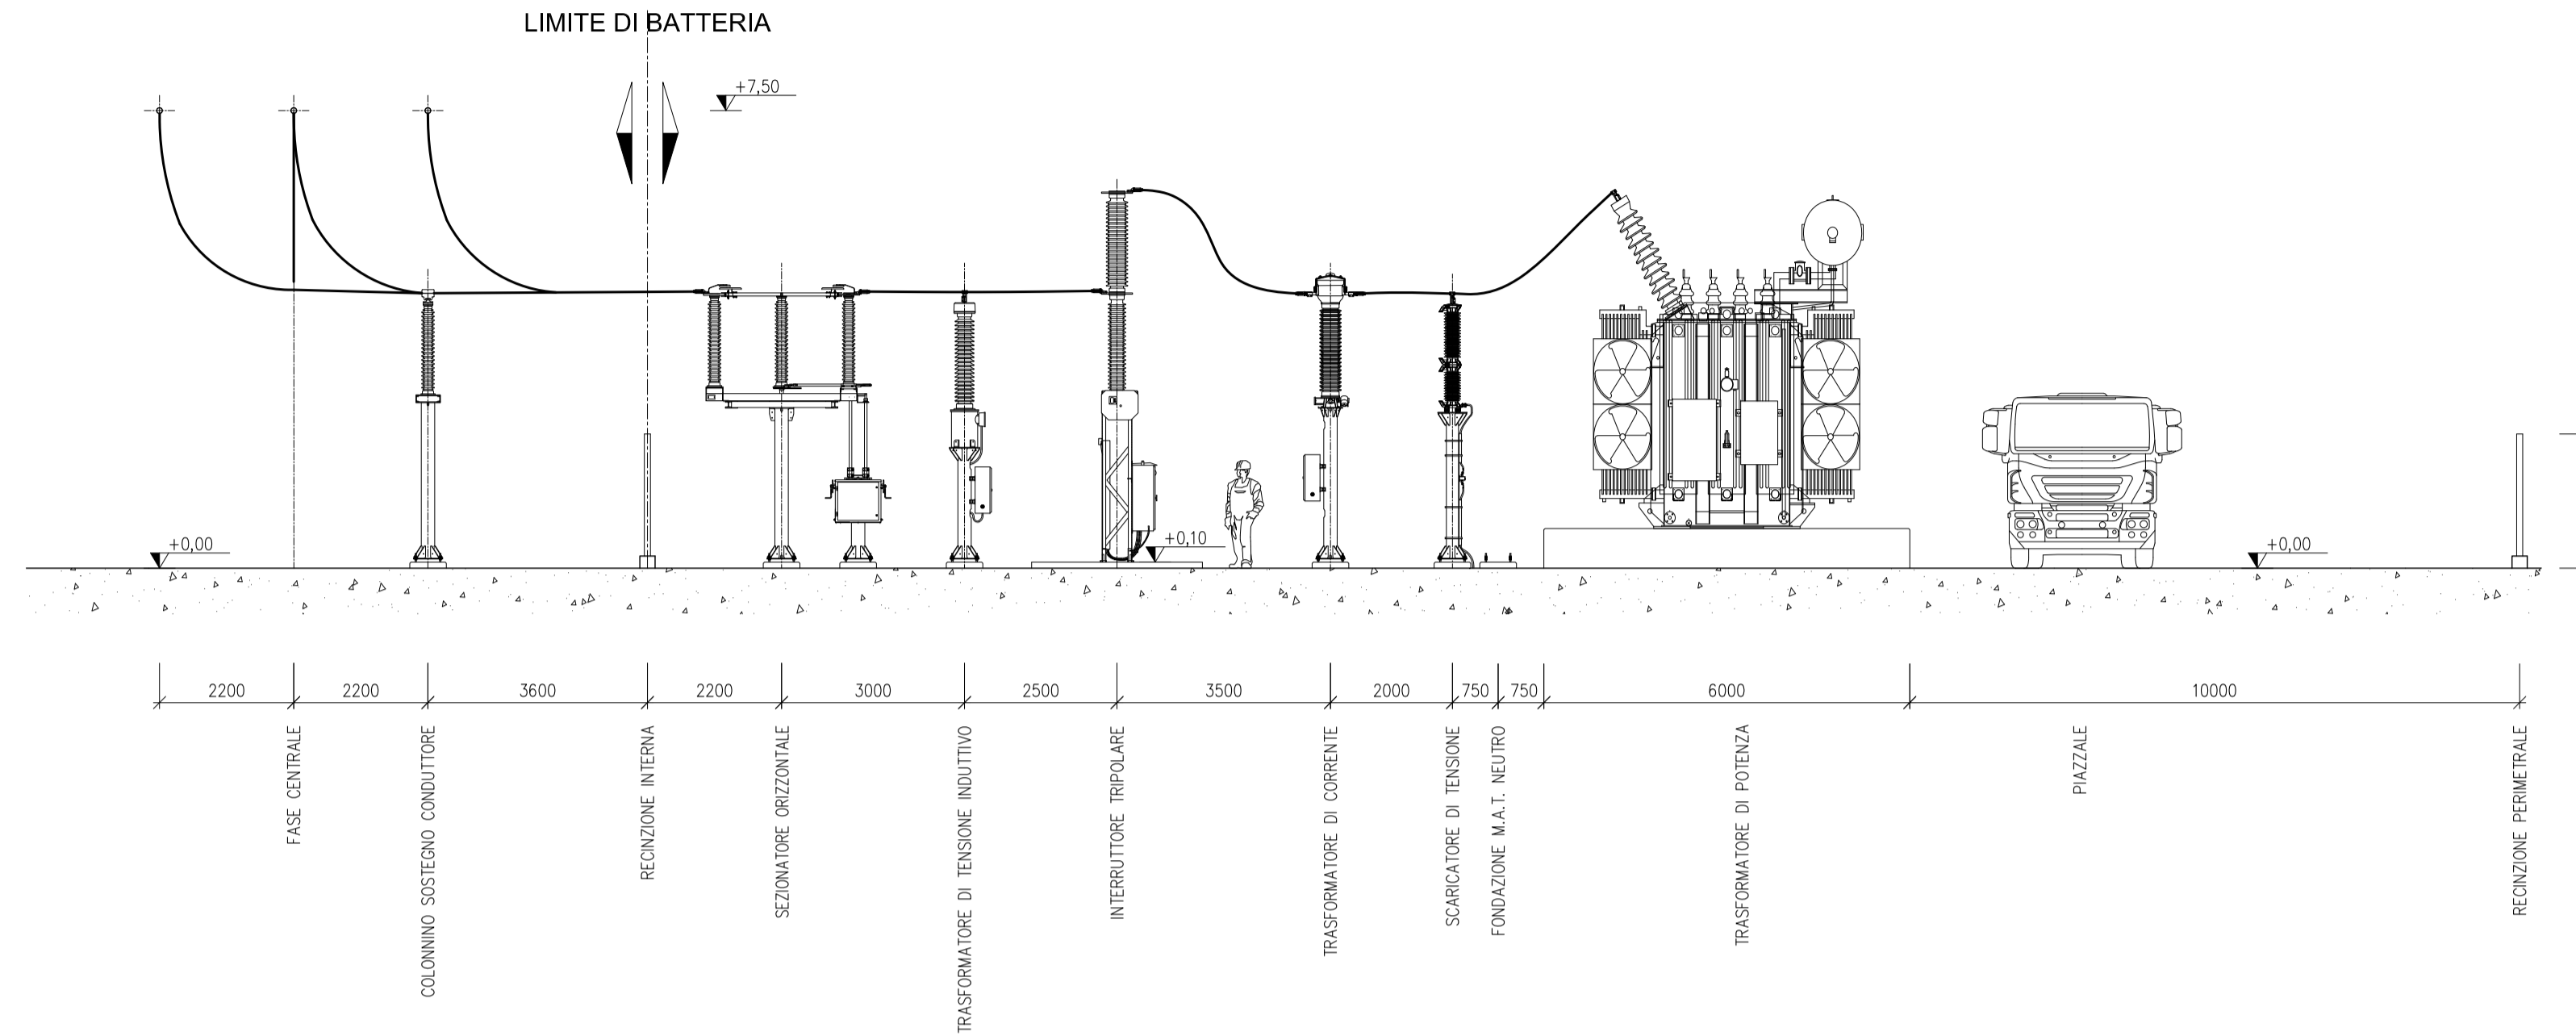 LIMITE DI BATTERIA
+7,50
+0,00
+0,10
+0,00
2200
2200
3600
2200
3000
2500
3500
2000
750
750
6000
10000
FASE CENTRALE
COLONNINO SOSTEGNO CONDUTTORE
RECINZIONE INTERNA
SEZIONATORE ORIZZONTALE
TRASFORMATORE DI TENSIONE INDUTTIVO
INTERRUTTORE TRIPOLARE
TRASFORMATORE DI CORRENTE
SCARICATORE DI TENSIONE
FONDAZIONE M.A.T. NEUTRO
TRASFORMATORE DI POTENZA
PIAZZALE
RECINZIONE PERIMETRALE